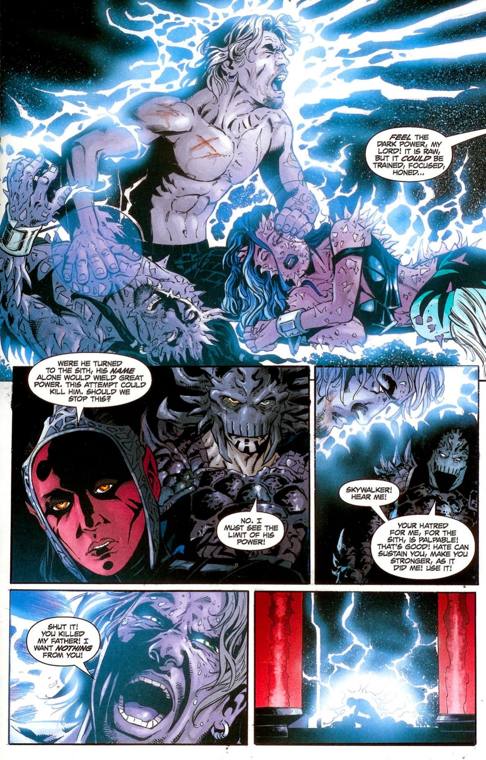 FEEL THE
DARK POWER, MY
LORD! IT IS RAW,
BUT IT COULD BE
TRAINED, FOCUSED,
HONED...
WERE HE TURNED
TO THE SITH, HIS NAME
ALONE WOULD WIELD GREAT
POWER. THIS ATTEMPT COULD
KILL HIM. SHOULD WE
STOP THIS?
NO. I
MUST SEE THE
LIMIT OF HIS
POWER!
SKYWALKER!
HEAR ME!
YOUR HATRED
FOR ME, FOR THE
SITH, IS PALPABLE!
THAT'S GOOD! HATE CAN
SUSTAIN YOU, MAKE YOU
STRONGER, AS IT
DID ME! USE IT!
SHUT IT!
YOU KILLED
MY FATHER! I
WANT NOTHING
FROM YOU!